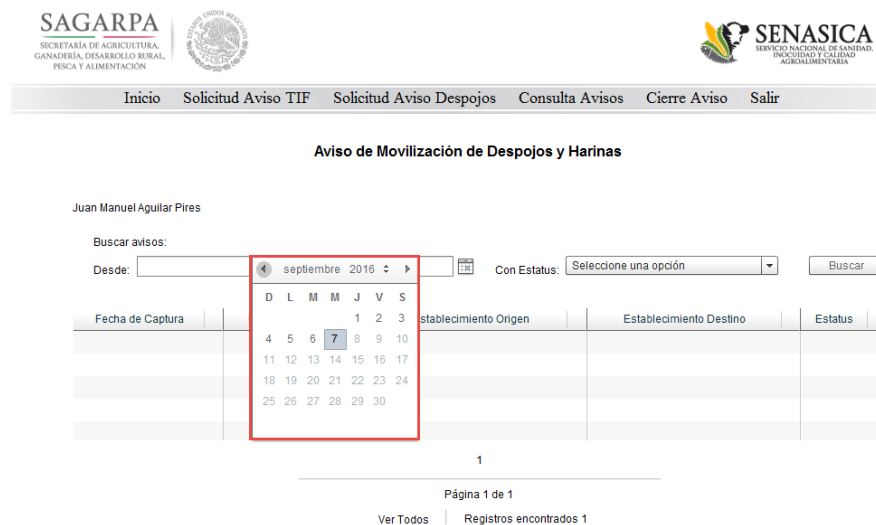 SAGARPA
SECRETARÍA DE AGRICULTURA,
GANADERÍA, DESARROLLO RURAL,
PESCA Y ALIMENTACIÓN
ESTADOS UNIDOS MEXICANOS
SENASICA
SERVICIO NACIONAL DE SANIDAD,
INOCUIDAD Y CALIDAD
AGROALIMENTARIA
Inicio Solicitud Aviso TIF Solicitud Aviso Despojos Consulta Avisos Cierre Aviso Salir
Aviso de Movilización de Despojos y Harinas
Juan Manuel Aguilar Pires
Buscar avisos:
Desde: Con Estatus: Seleccione una opción Buscar
septiembre 2016
D L M M J V S
1 2 3
4 5 6 7 8 9 10
11 12 13 14 15 16 17
18 19 20 21 22 23 24
25 26 27 28 29 30
Fecha de Captura stablecimiento Origen Establecimiento Destino Estatus
1
Página 1 de 1
Ver Todos Registros encontrados 1